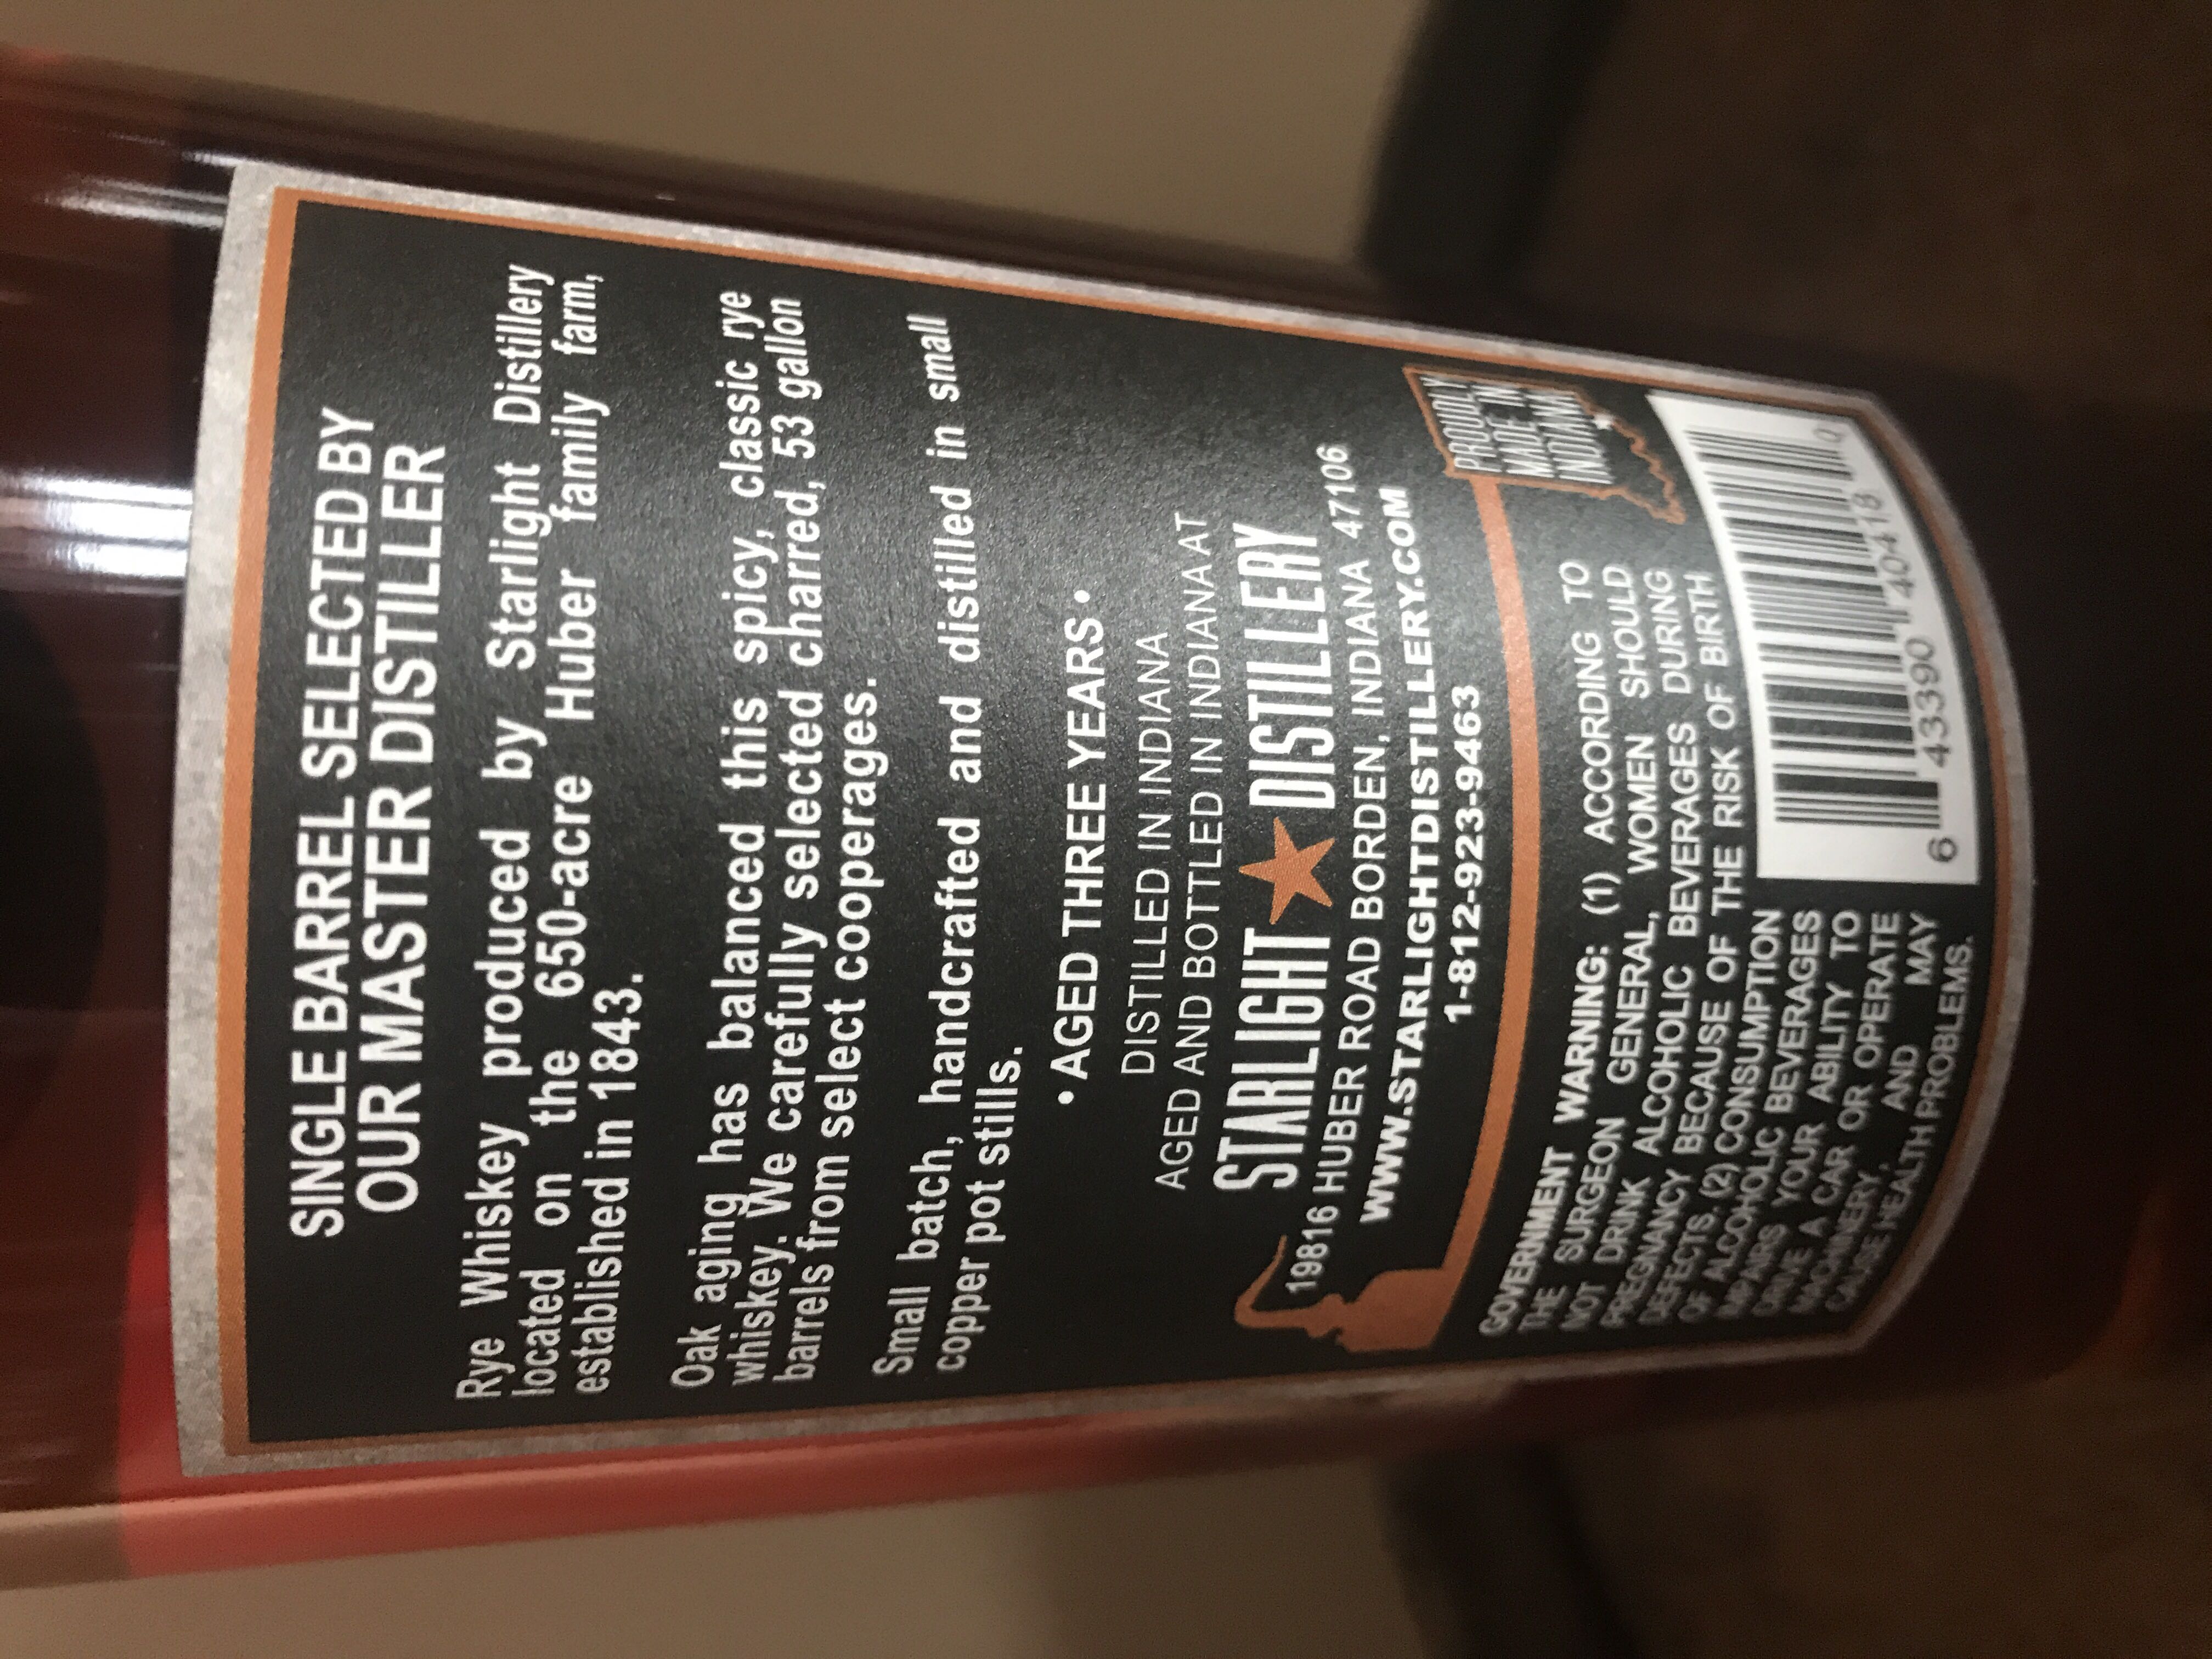 SINGLE BARREL SELECTED BY
OUR MASTER DISTILLER
Rye Whiskey produced by Starlight Distillery
located on the 650-acre Huber family farm,
established in 1843.
Oak aging has balanced this spicy, classic rye
whiskey. We carefully selected charred, 53 gallon
barrels from select cooperages.
Small batch, handcrafted and distilled in small
copper pot stills.
• AGED THREE YEARS •
DISTILLED IN INDIANA
AGED AND BOTTLED IN INDIANA AT
STARLIGHT ★ DISTILLERY
19816 HUBER ROAD BORDEN, INDIANA 47106
WWW.STARLIGHTDISTILLERY.COM
1-812-923-9463
PROUDLY
MADE IN
INDIANA
GOVERNMENT WARNING: (1) ACCORDING TO
THE SURGEON GENERAL, WOMEN SHOULD
NOT DRINK ALCOHOLIC BEVERAGES DURING
PREGNANCY BECAUSE OF THE RISK OF BIRTH
DEFECTS. (2) CONSUMPTION
OF ALCOHOLIC BEVERAGES
IMPAIRS YOUR ABILITY TO
DRIVE A CAR OR OPERATE
MACHINERY, AND MAY
CAUSE HEALTH PROBLEMS.
6 43390 40418 0